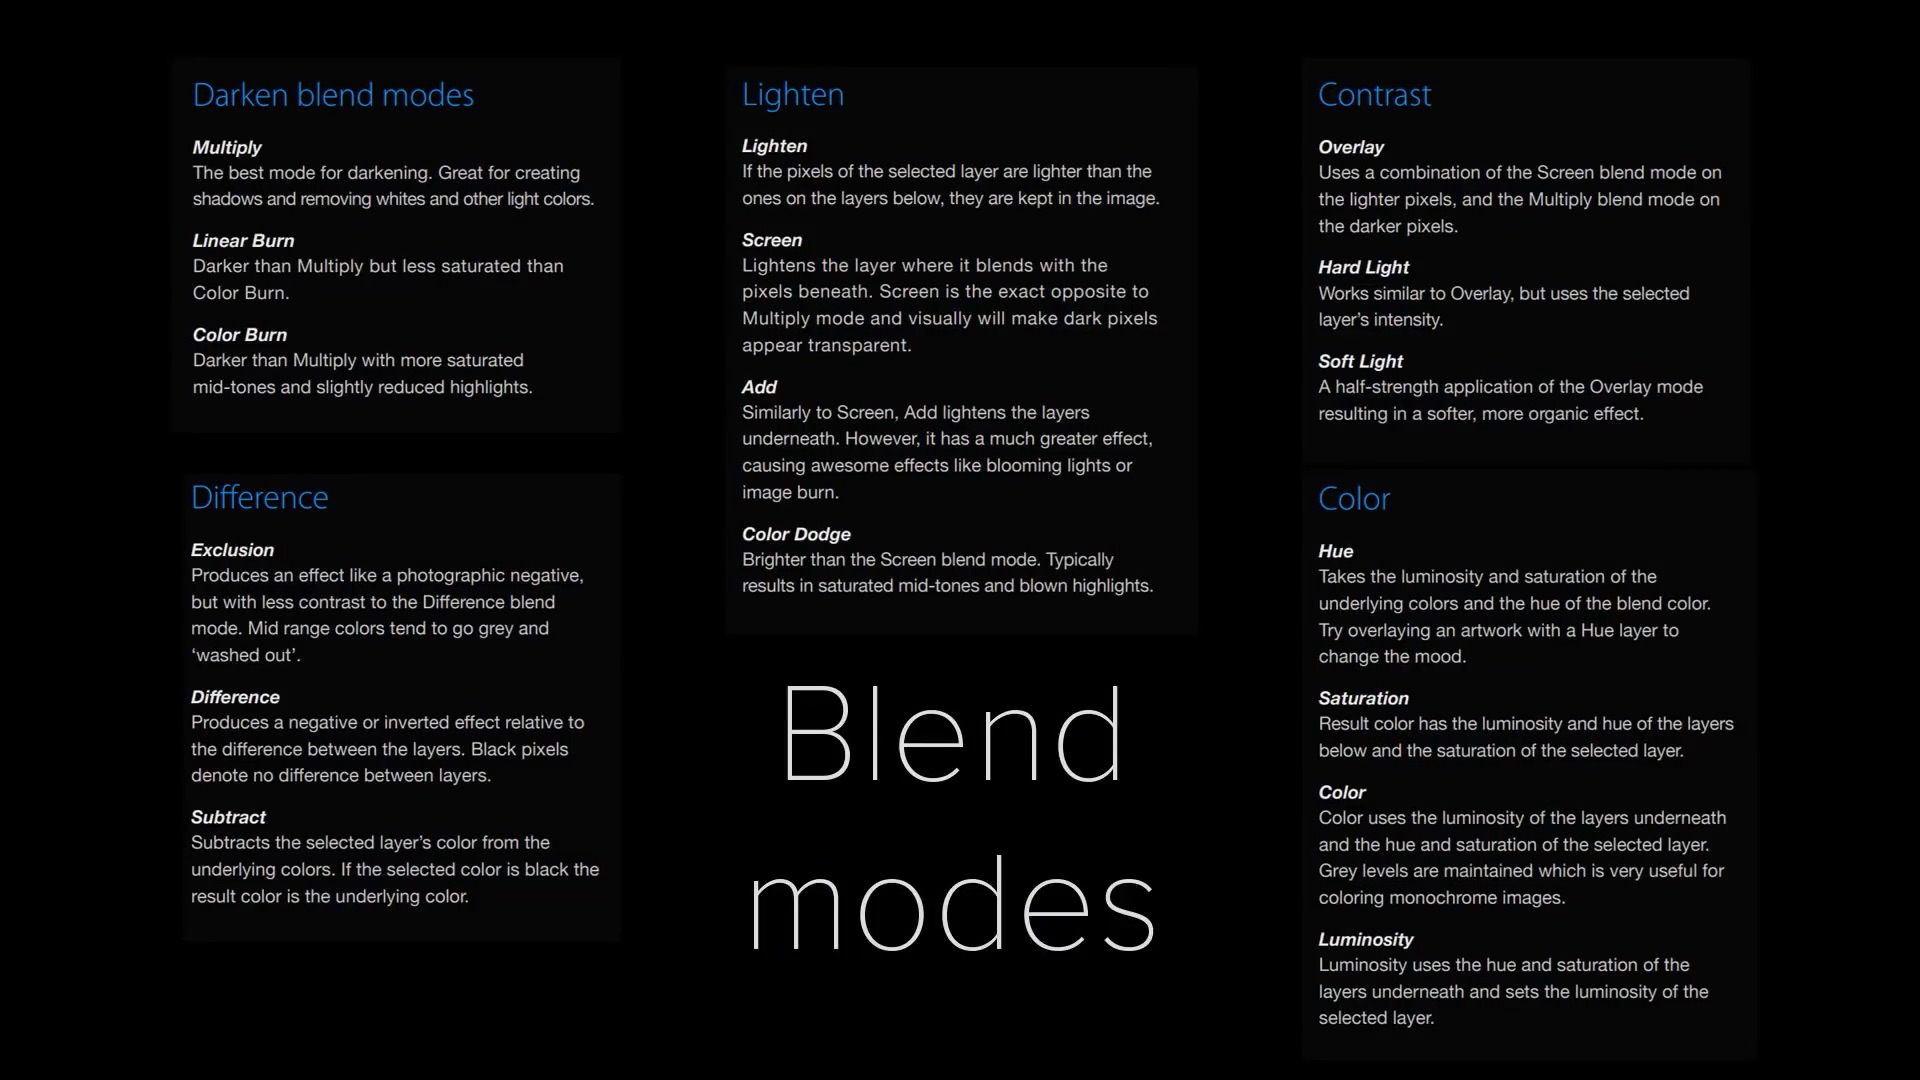 Darken blend modes
Multiply
The best mode for darkening. Great for creating
shadows and removing whites and other light colors.
Linear Burn
Darker than Multiply but less saturated than
Color Burn.
Color Burn
Darker than Multiply with more saturated
mid-tones and slightly reduced highlights.
Difference
Exclusion
Produces an effect like a photographic negative,
but with less contrast to the Difference blend
mode. Mid range colors tend to go grey and
‘washed out’.
Difference
Produces a negative or inverted effect relative to
the difference between the layers. Black pixels
denote no difference between layers.
Subtract
Subtracts the selected layer’s color from the
underlying colors. If the selected color is black the
result color is the underlying color.
Lighten
Lighten
If the pixels of the selected layer are lighter than the
ones on the layers below, they are kept in the image.
Screen
Lightens the layer where it blends with the
pixels beneath. Screen is the exact opposite to
Multiply mode and visually will make dark pixels
appear transparent.
Add
Similarly to Screen, Add lightens the layers
underneath. However, it has a much greater effect,
causing awesome effects like blooming lights or
image burn.
Color Dodge
Brighter than the Screen blend mode. Typically
results in saturated mid-tones and blown highlights.
Blend
modes
Contrast
Overlay
Uses a combination of the Screen blend mode on
the lighter pixels, and the Multiply blend mode on
the darker pixels.
Hard Light
Works similar to Overlay, but uses the selected
layer’s intensity.
Soft Light
A half-strength application of the Overlay mode
resulting in a softer, more organic effect.
Color
Hue
Takes the luminosity and saturation of the
underlying colors and the hue of the blend color.
Try overlaying an artwork with a Hue layer to
change the mood.
Saturation
Result color has the luminosity and hue of the layers
below and the saturation of the selected layer.
Color
Color uses the luminosity of the layers underneath
and the hue and saturation of the selected layer.
Grey levels are maintained which is very useful for
coloring monochrome images.
Luminosity
Luminosity uses the hue and saturation of the
layers underneath and sets the luminosity of the
selected layer.